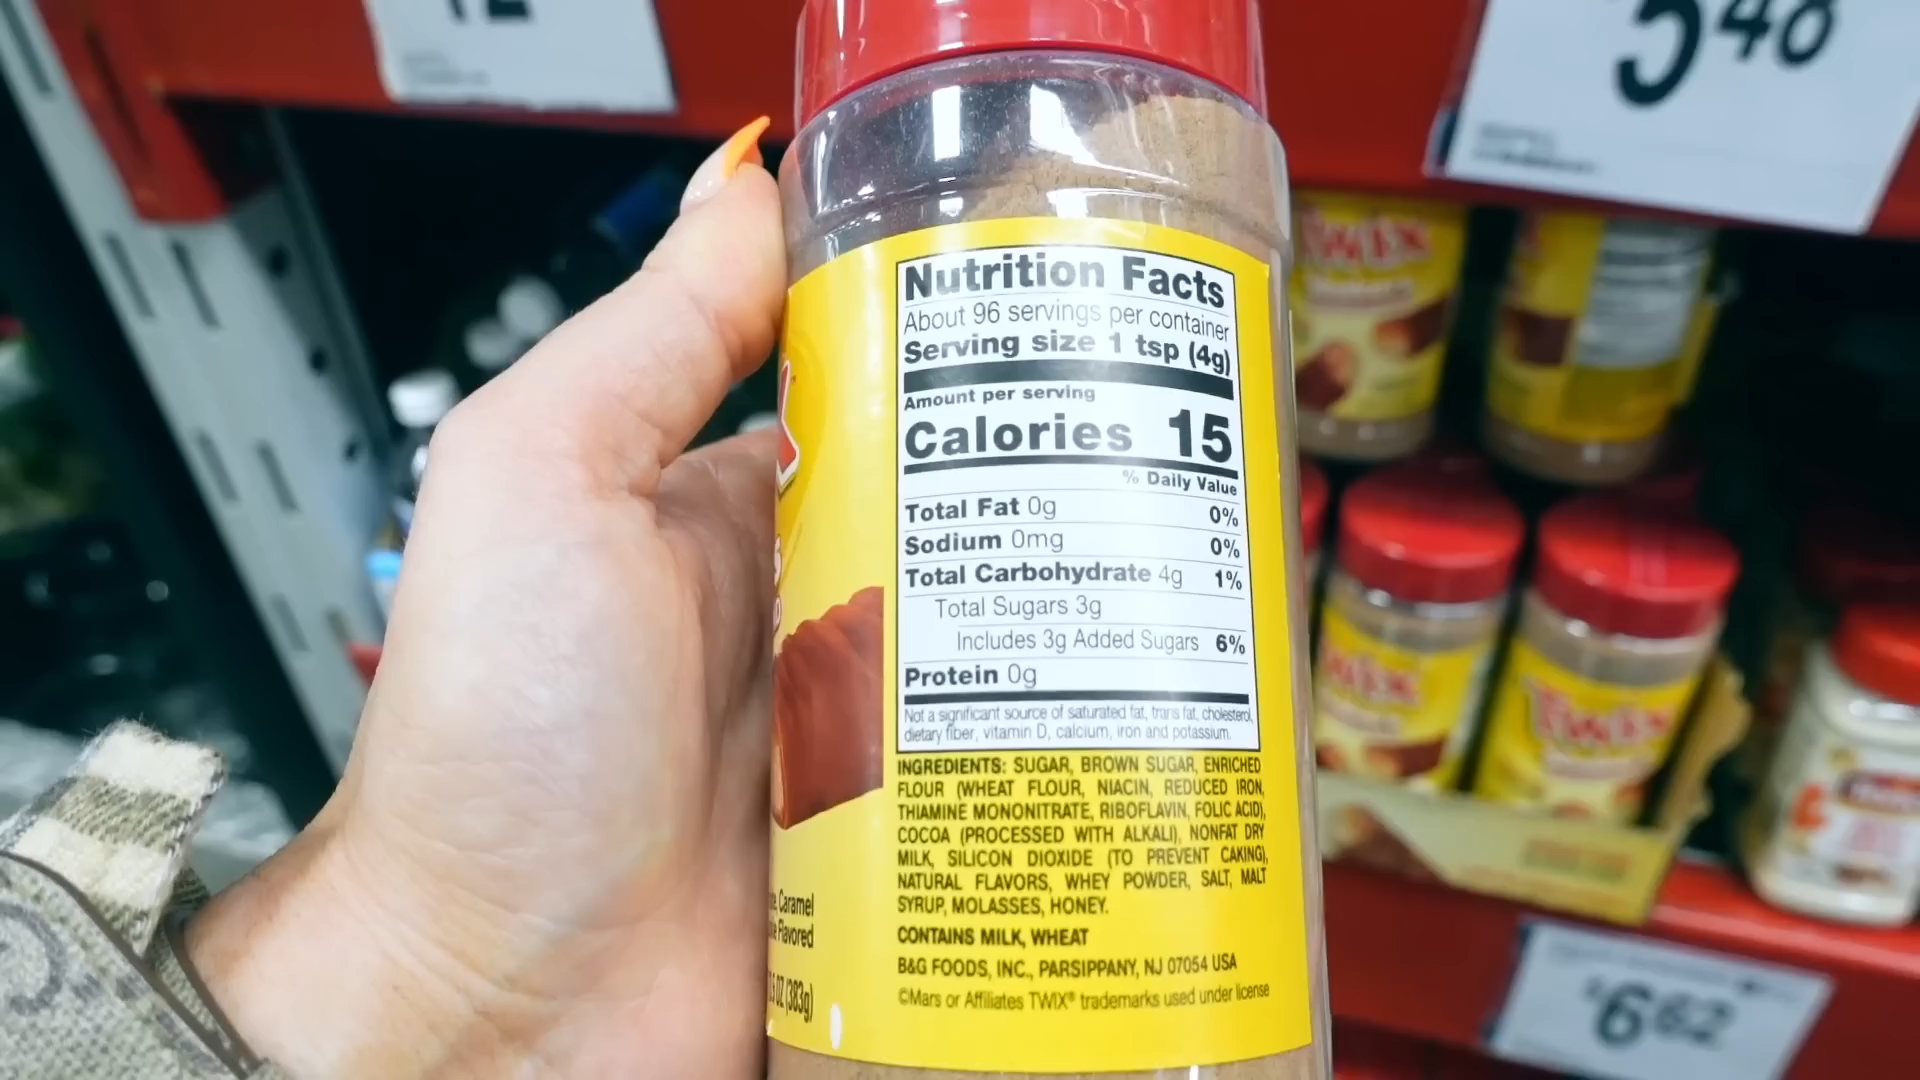 5 48
Nutrition Facts
About 96 servings per container
Serving size 1 tsp (4g)
Amount per serving
Calories 15
% Daily Value
Total Fat 0g 0%
Sodium 0mg 0%
Total Carbohydrate 4g 1%
Total Sugars 3g
Includes 3g Added Sugars 6%
Protein 0g
Not a significant source of saturated fat, trans fat, cholesterol,
dietary fiber, vitamin D, calcium, iron and potassium.
INGREDIENTS: SUGAR, BROWN SUGAR, ENRICHED
FLOUR (WHEAT FLOUR, NIACIN, REDUCED IRON,
THIAMINE MONONITRATE, RIBOFLAVIN, FOLIC ACID),
COCOA (PROCESSED WITH ALKALI), NONFAT DRY
MILK, SILICON DIOXIDE (TO PREVENT CAKING),
NATURAL FLAVORS, WHEY POWDER, SALT, MALT
SYRUP, MOLASSES, HONEY.
CONTAINS MILK, WHEAT
B&G FOODS, INC., PARSIPPANY, NJ 07054 USA
©Mars or Affiliates TWIX® trademarks used under license
Caramel
Flavored
OZ (383g)
TWIX
TWIX
TWIX
$6 62